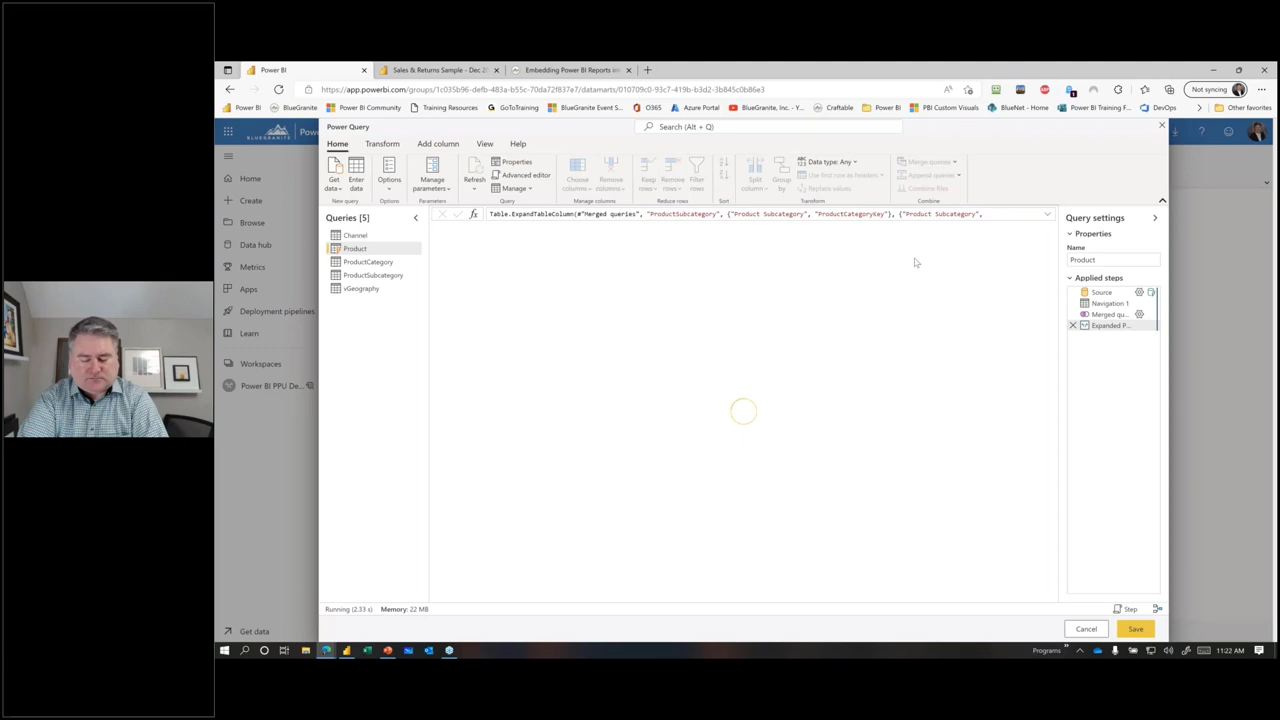 Power BI
Sales & Returns Sample - Dec 2
Embedding Power BI Reports in
https://app.powerbi.com/groups/1c035b96-defb-483a-b55c-70da72f837e7/datamarts/010709c0-93c7-419b-b3d2-3b845c0b86e3
Not syncing
Power BI
BlueGranite
Power BI Community
Training Resources
GoToTraining
BlueGranite Event S...
O365
Azure Portal
BlueGranite, Inc. - Y...
Craftable
Power BI
PBI Custom Visuals
BlueNet - Home
Power BI Training F...
DevOps
Other favorites
BLUEGRANITE
Pow
Power Query
Search (Alt + Q)
Home
Transform
Add column
View
Help
Get data
Enter data
Options
Manage parameters
Refresh
Properties
Advanced editor
Manage
Choose columns
Remove columns
Keep rows
Remove rows
Filter rows
Split column
Group by
Data type: Any
Use first row as headers
Replace values
Merge queries
Append queries
Combine files
New query
Options
Parameters
Query
Manage columns
Reduce rows
Sort
Transform
Combine
Queries [5]
fx
Table.ExpandTableColumn(#"Merged queries", "ProductSubcategory", {"Product Subcategory", "ProductCategoryKey"}, {"Product Subcategory",
Channel
Product
ProductCategory
ProductSubcategory
vGeography
Query settings
Properties
Name
Product
Applied steps
Source
Navigation 1
Merged qu...
Expanded P...
Home
Create
Browse
Data hub
Metrics
Apps
Deployment pipelines
Learn
Workspaces
Power BI PPU De...
Get data
Running (2.33 s)
Memory: 22 MB
Step
Cancel
Save
Programs
11:22 AM